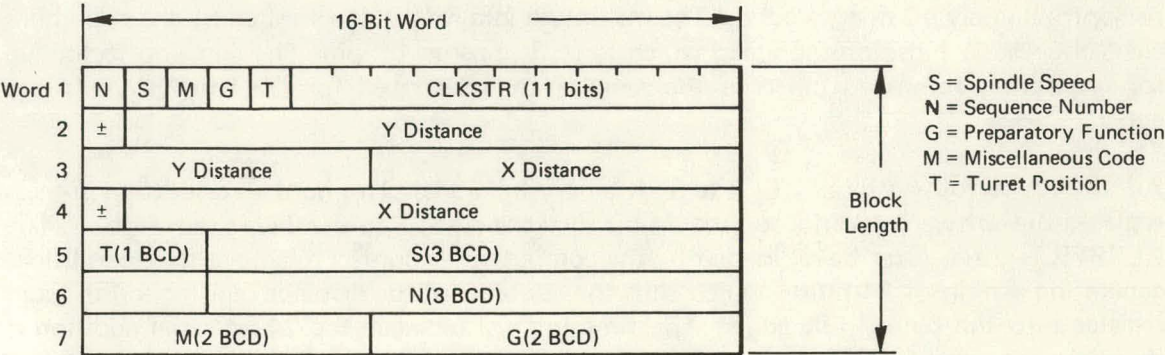 16-Bit Word
Word 1 N S M G T CLKSTR (11 bits)
2 ± Y Distance
3 Y Distance X Distance
4 ± X Distance
5 T(1 BCD) S(3 BCD)
6 N(3 BCD)
7 M(2 BCD) G(2 BCD)
Block
Length
S = Spindle Speed
N = Sequence Number
G = Preparatory Function
M = Miscellaneous Code
T = Turret Position